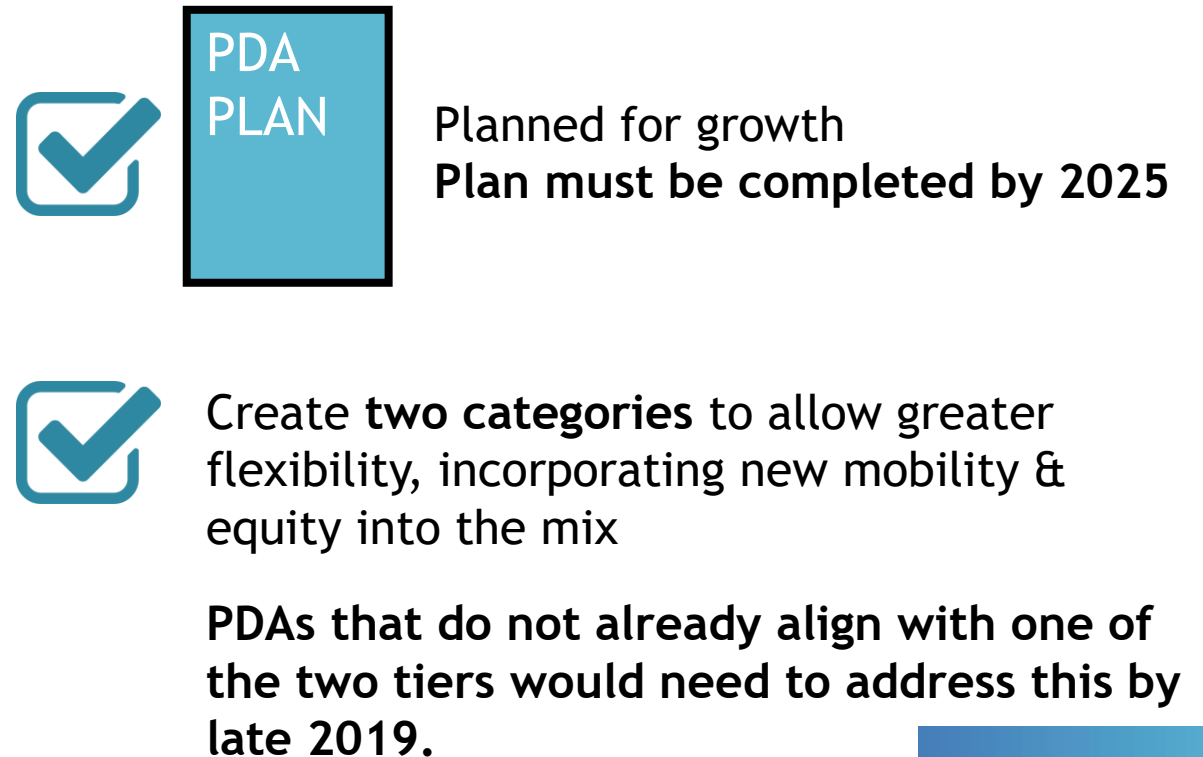 PDA
PLAN
Planned for growth
Plan must be completed by 2025
Create two categories to allow greater
flexibility, incorporating new mobility &
equity into the mix
PDAs that do not already align with one of
the two tiers would need to address this by
late 2019.